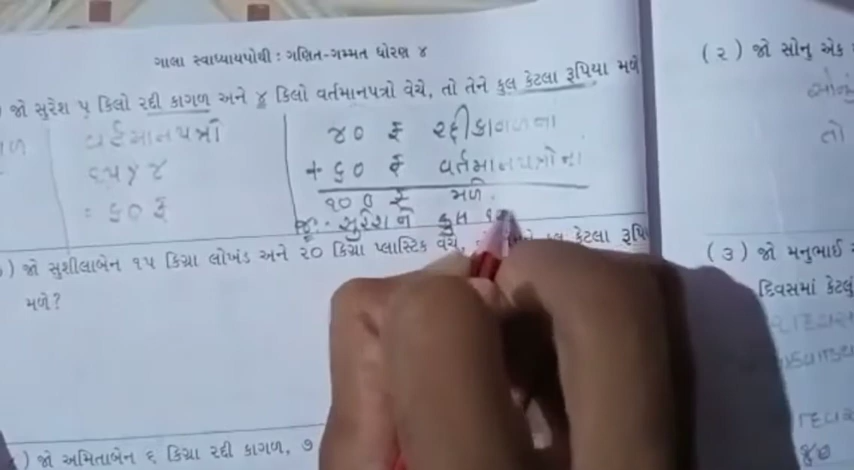 ગાલા સ્વાધ્યાયપોથી : ગણિત-ગમ્મત ધોરણ ૪
જો સુરેશ ૫ કિલો રદ્દી કાગળ અને ૪ કિલો વર્તમાનપત્રો વેચે, તો તેને કુલ કેટલા રૂપિયા મળે
વર્તમાનપત્રો
૧૫ × ૪
= ૬૦ ₹
૪૦ ₹ રદ્દીકાગળના
+ ૬૦ ₹ વર્તમાનપત્રોના
૧૦૦ ₹ મળે.
જ. સુરેશને કુલ
) જો સુશીલાબેન ૧૫ કિગ્રા લોખંડ અને ૨૦ કિગ્રા પ્લાસ્ટિક વેચે, કેટલા રૂપિ
મળે?
) જો અમિતાબેન ૬ કિગ્રા રદ્દી કાગળ, ૭
(૨) જો સોનુ એક
તો
(૩) જો મનુભાઈ
દિવસમાં કેટલું
૪૦